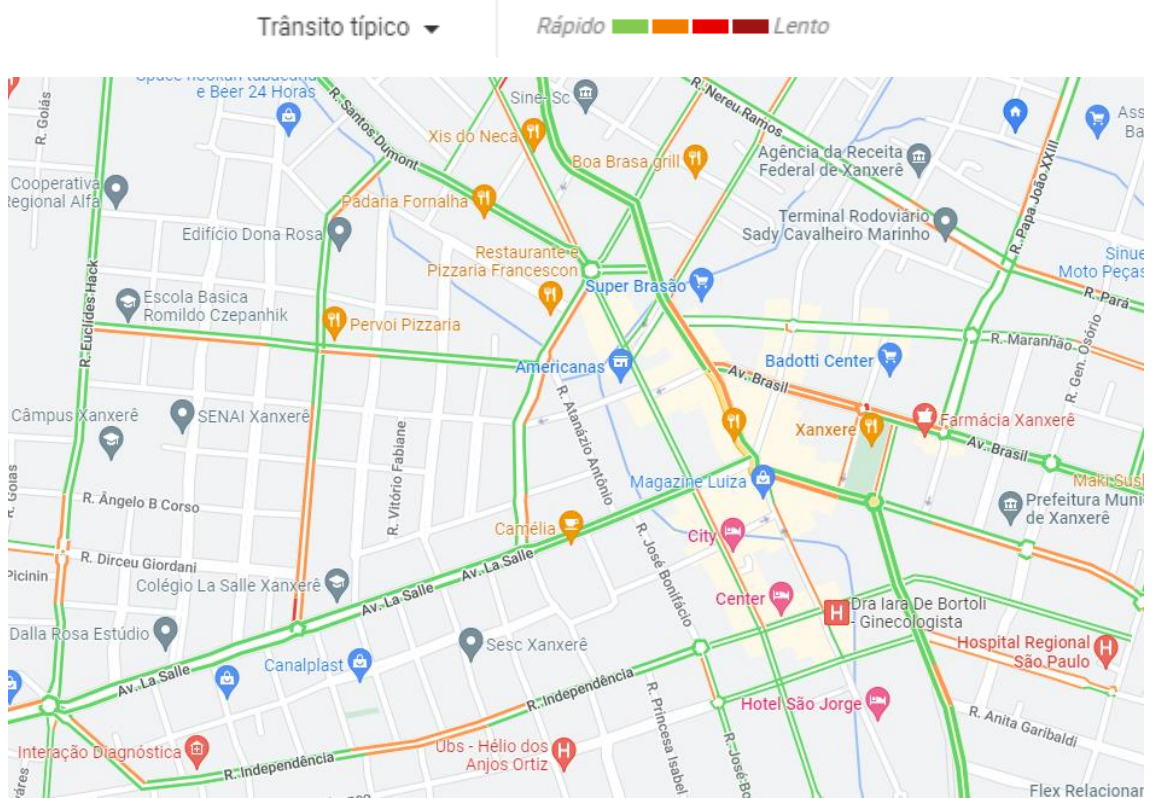 Trânsito típico
Rápido
Lento
e Beer 24 Horas
R. Goiás
R. Santos Dumont
Sine-Sc
R. Nereu Ramos
Xis do Neca
Boa Brasa grill
Agência da Receita
Federal de Xanxerê
R. Papa João XXIII
Cooperativa
Regional Alfa
Padaria Fornalha
Edifício Dona Rosa
Terminal Rodoviário
Sady Cavalheiro Marinho
Restaurante e
Pizzaria Francescon
Super Brasão
Moto Peças
R. Pará
R. Euclides Hack
Escola Basica
Romildo Czepanhik
Pervoi Pizzaria
R. Maranhão
R. Gen. Osório
Americanas
Badotti Center
Av. Brasil
R. Atanázio Antônio
Câmpus Xanxerê
SENAI Xanxerê
R. Vitório Fabiane
Xanxere
Farmácia Xanxerê
Av. Brasil
R. Goiás
Magazine Luiza
R. Ângelo B Corso
Prefeitura Muni
de Xanxerê
Camélia
City
R. José Bonifácio
R. Dirceu Giordani
Picinin
Av. La Salle
Colégio La Salle Xanxerê
Av. La Salle
Center
Dra Iara De Bortoli
- Ginecologista
Dalla Rosa Estúdio
Sesc Xanxerê
Hospital Regional
São Paulo
Canalplast
Av. La Salle
R. Independência
R. Princesa Isabel
Hotel São Jorge
R. Anita Garibaldi
Interação Diagnóstica
R. Independência
Ubs - Hélio dos
Anjos Ortiz
R. José Bo
Flex Relacionar